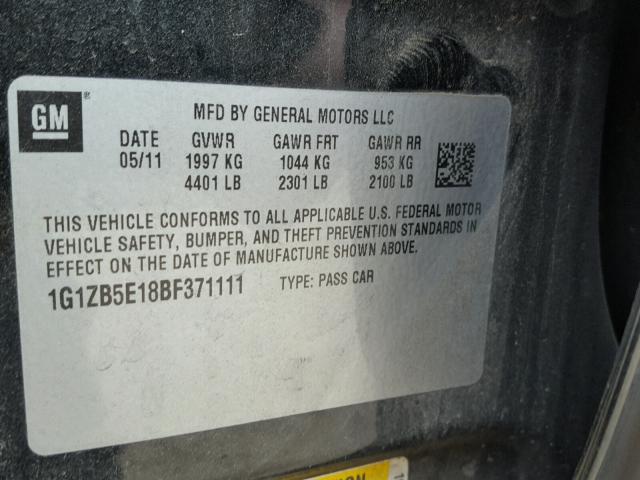 GM®
MFD BY GENERAL MOTORS LLC
DATE GVWR GAWR FRT GAWR RR
05/11 1997 KG 1044 KG 953 KG
4401 LB 2301 LB 2100 LB
THIS VEHICLE CONFORMS TO ALL APPLICABLE U.S. FEDERAL MOTOR
VEHICLE SAFETY, BUMPER, AND THEFT PREVENTION STANDARDS IN
EFFECT ON THE DATE OF MANUFACTURE SHOWN ABOVE.
1G1ZB5E18BF371111 TYPE: PASS CAR